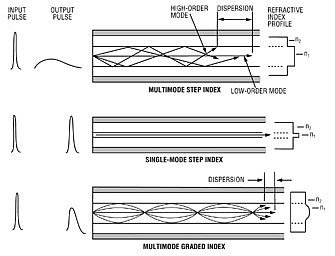 INPUT PULSE
OUTPUT PULSE
HIGH-ORDER MODE
DISPERSION
REFRACTIVE INDEX PROFILE
n₂
n₁
LOW-ORDER MODE
MULTIMODE STEP INDEX
n₂
n₁
SINGLE-MODE STEP INDEX
DISPERSION
n₂
n₁
MULTIMODE GRADED INDEX